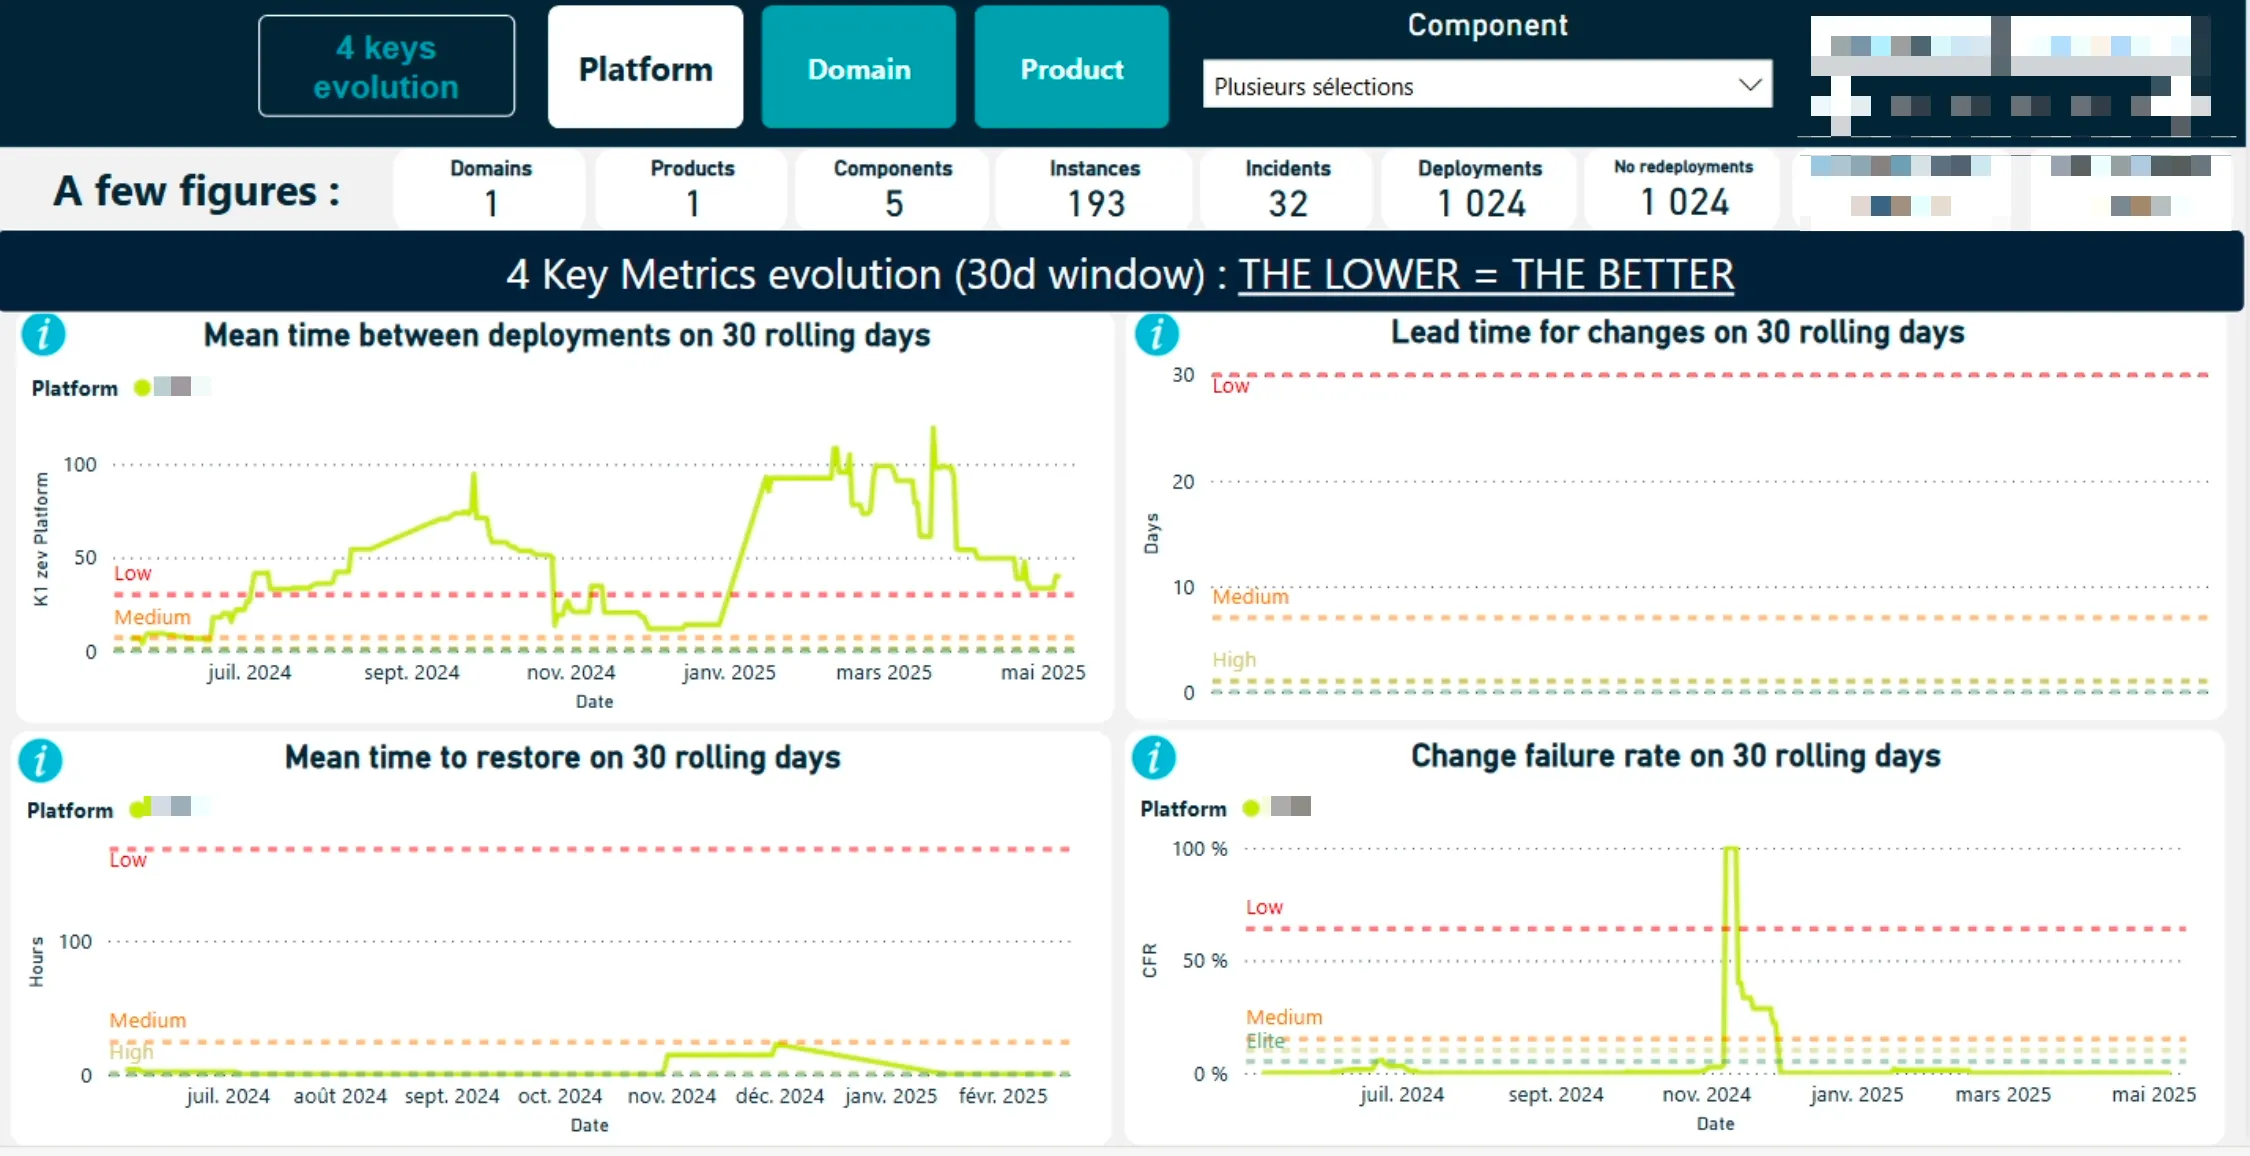 4 keys
evolution
Platform
Domain
Product
Component
Plusieurs sélections
A few figures :
Domains
1
Products
1
Components
5
Instances
193
Incidents
32
Deployments
1 024
No redeployments
1 024
4 Key Metrics evolution (30d window) : THE LOWER = THE BETTER
i
Mean time between deployments on 30 rolling days
Platform
K1 zev Platform
100
50
0
Low
Medium
juil. 2024
sept. 2024
nov. 2024
janv. 2025
mars 2025
mai 2025
Date
i
Lead time for changes on 30 rolling days
Days
30
20
10
0
Low
Medium
High
i
Mean time to restore on 30 rolling days
Platform
Hours
100
0
Low
Medium
High
juil. 2024
août 2024
sept. 2024
oct. 2024
nov. 2024
déc. 2024
janv. 2025
févr. 2025
Date
i
Change failure rate on 30 rolling days
Platform
CFR
100 %
50 %
0 %
Low
Medium
Elite
juil. 2024
sept. 2024
nov. 2024
janv. 2025
mars 2025
mai 2025
Date